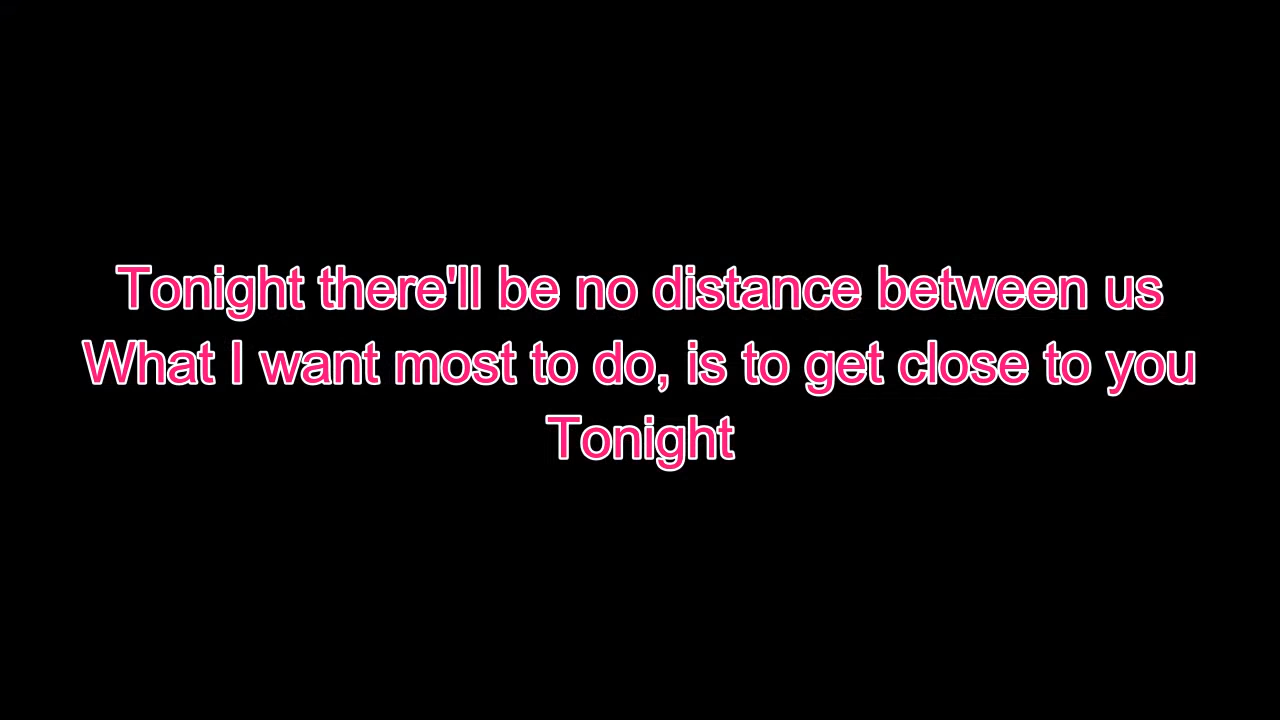 Tonight there'll be no distance between us
What I want most to do, is to get close to you
Tonight